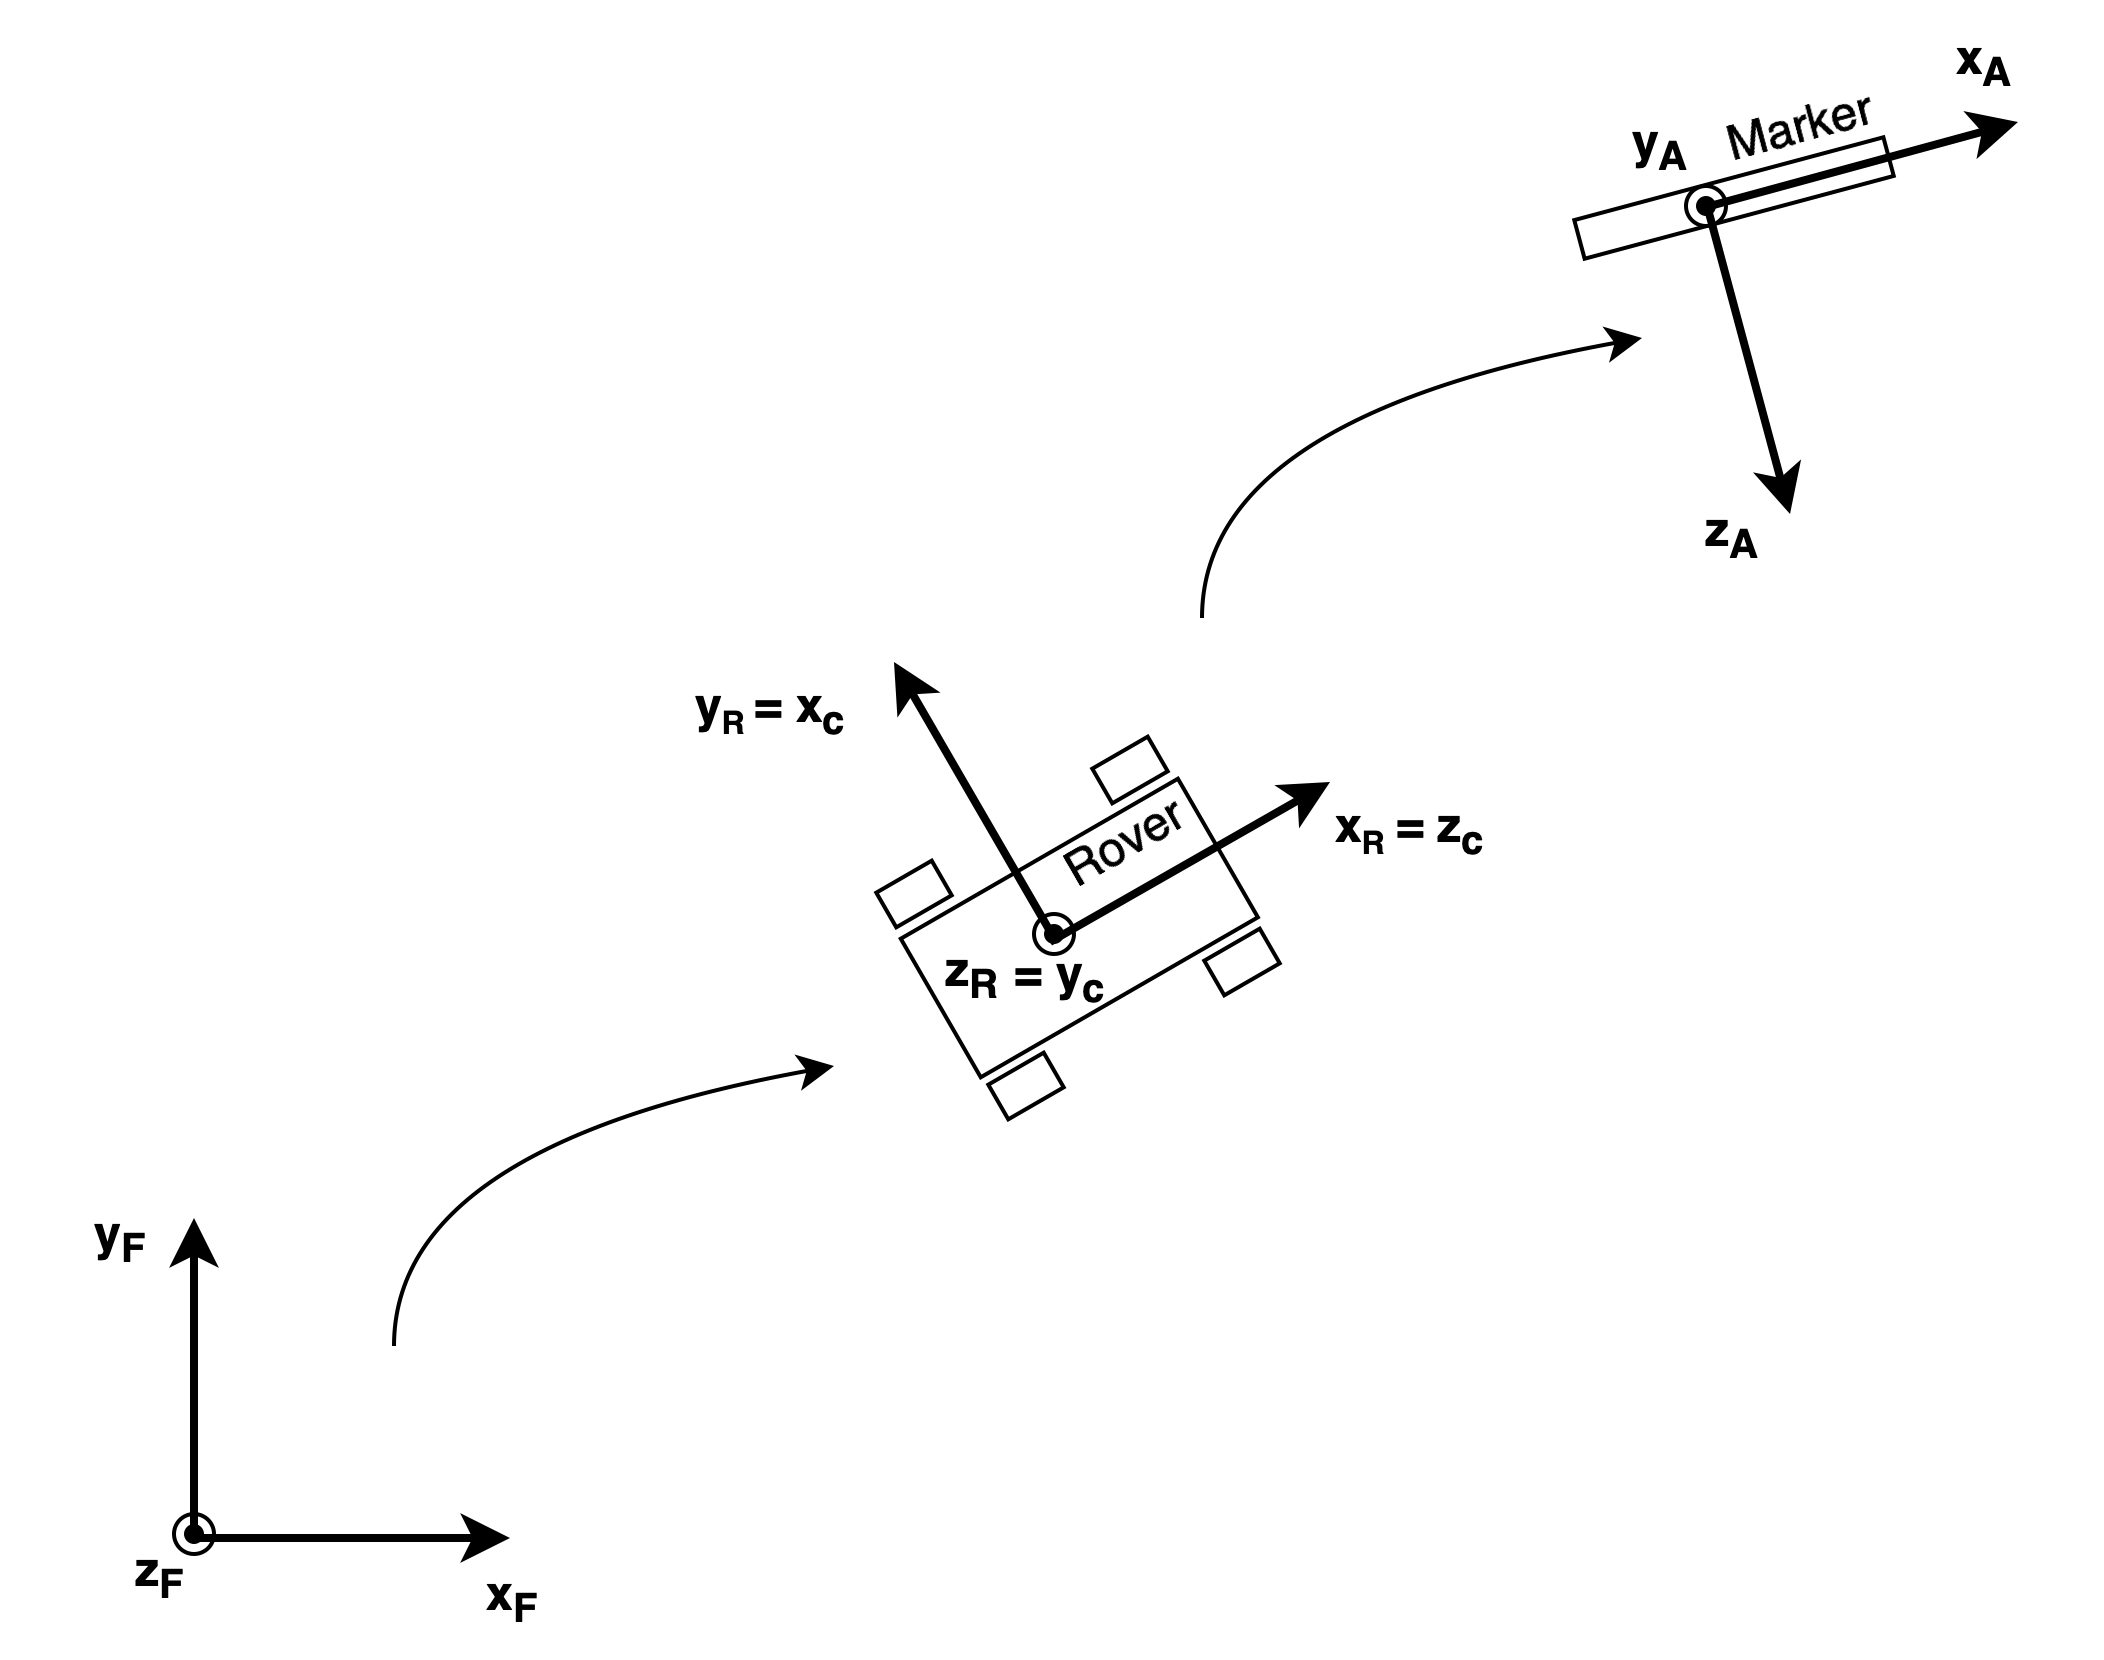 xA
yA Marker
zA
yR = xc
Rover
xR = zc
zR = yc
yF
zF
xF